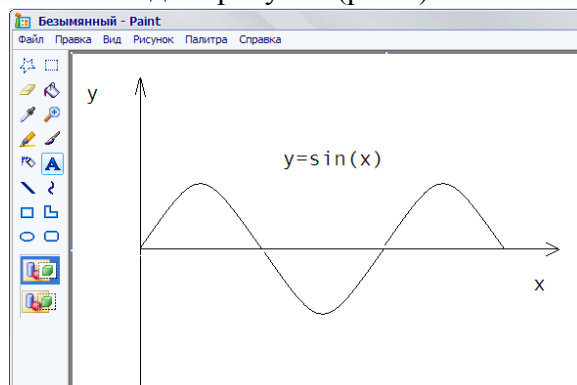 Безымянный - Paint
Файл Правка Вид Рисунок Палитра Справка
y
y=sin(x)
x